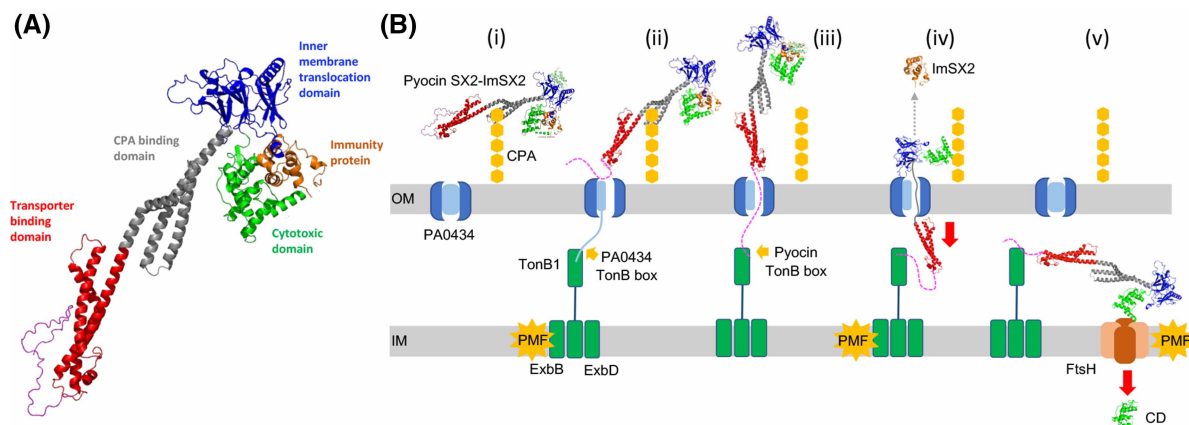 (A)
Inner
membrane
translocation
domain
CPA binding
domain
Immunity
protein
Transporter
binding
domain
Cytotoxic
domain
(B)
(i)
(ii)
(iii)
(iv)
(v)
Pyocin SX2-ImSX2
ImSX2
CPA
OM
PA0434
TonB1
PA0434
TonB box
Pyocin
TonB box
IM
PMF
PMF
PMF
ExbB
ExbD
FtsH
CD